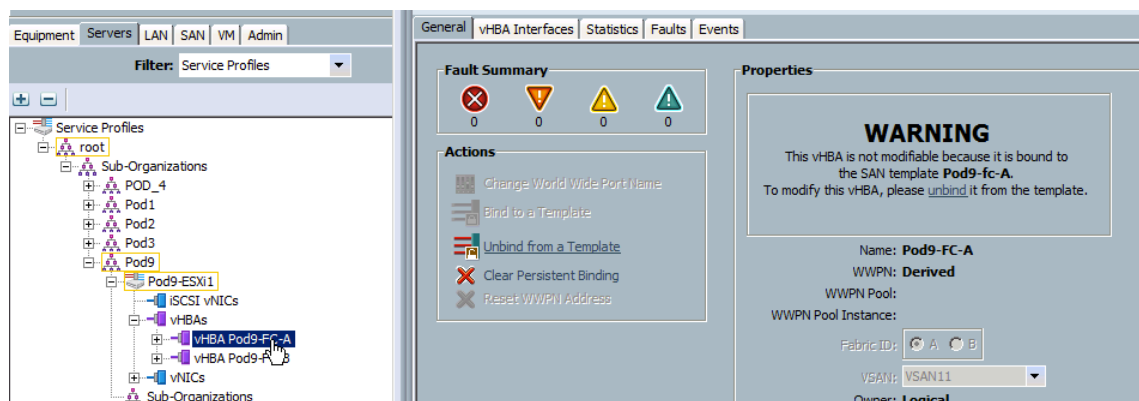 Equipment Servers LAN SAN VM Admin
Filter: Service Profiles
Service Profiles
root
Sub-Organizations
POD_4
Pod1
Pod2
Pod3
Pod9
Pod9-ESXi1
iSCSI vNICs
vHBAs
vHBA Pod9-FC-A
vHBA Pod9-F
vNICs
Sub-Organizations
General vHBA Interfaces Statistics Faults Events
Fault Summary
0 0 0 0
Actions
Change World Wide Port Name
Bind to a Template
Unbind from a Template
Clear Persistent Binding
Reset WWPN Address
Properties
WARNING
This vHBA is not modifiable because it is bound to
the SAN template Pod9-fc-A.
To modify this vHBA, please unbind it from the template.
Name: Pod9-FC-A
WWPN: Derived
WWPN Pool:
WWPN Pool Instance:
Fabric ID: A B
VSAN: VSAN11
Owner: Logical